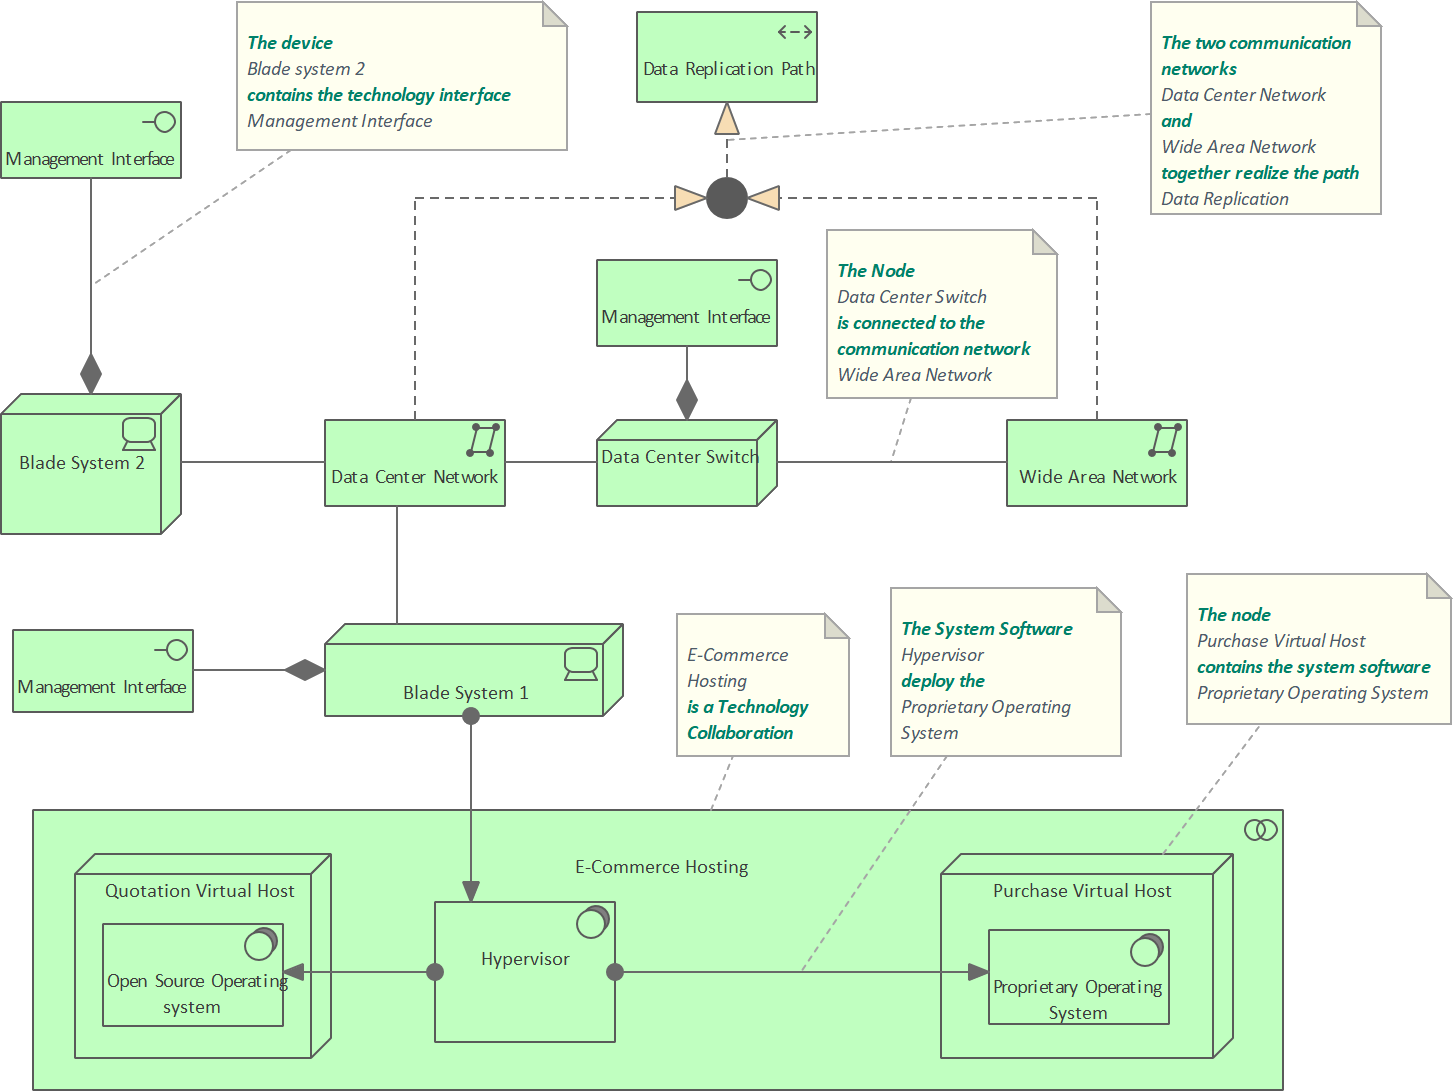 The device
Blade system 2
contains the technology interface
Management Interface
Data Replication Path
The two communication
networks
Data Center Network
and
Wide Area Network
together realize the path
Data Replication
Management Interface
The Node
Data Center Switch
is connected to the
communication network
Wide Area Network
Management Interface
Blade System 2
Data Center Network
Data Center Switch
Wide Area Network
Management Interface
Blade System 1
E-Commerce
Hosting
is a Technology
Collaboration
The System Software
Hypervisor
deploy the
Proprietary Operating
System
The node
Purchase Virtual Host
contains the system software
Proprietary Operating System
E-Commerce Hosting
Quotation Virtual Host
Open Source Operating
system
Hypervisor
Purchase Virtual Host
Proprietary Operating
System